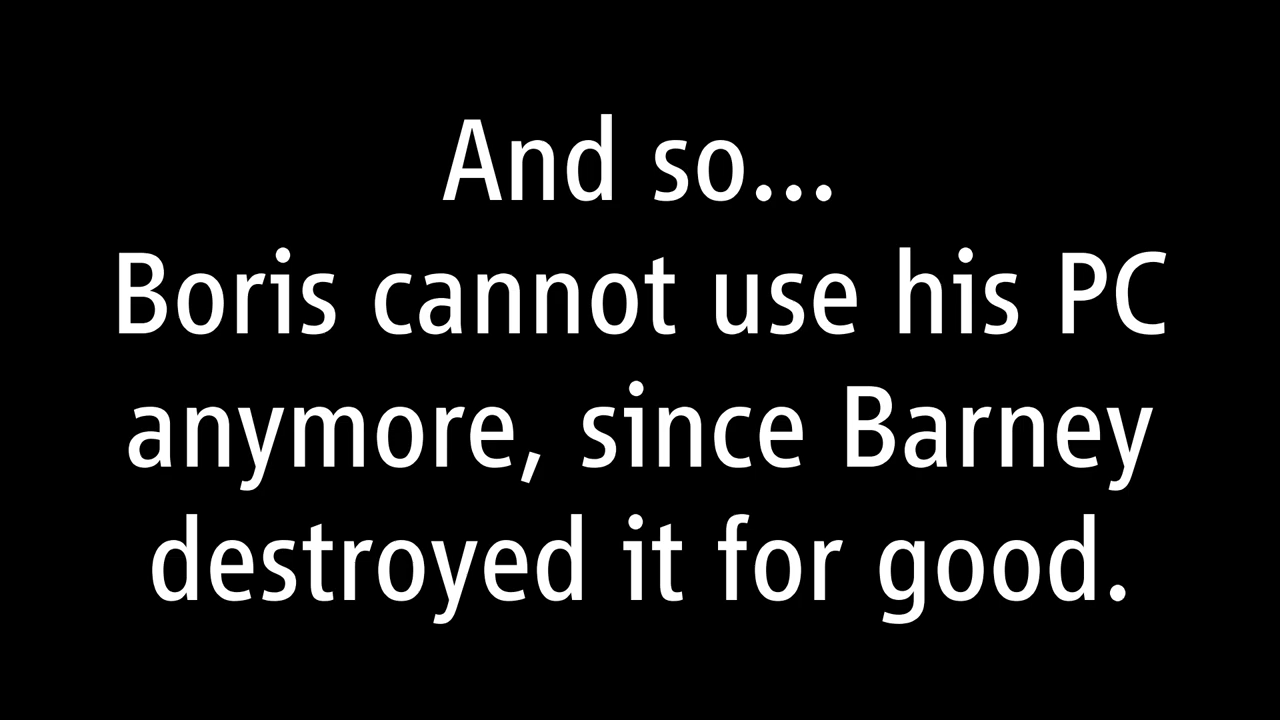 And so...
Boris cannot use his PC
anymore, since Barney
destroyed it for good.